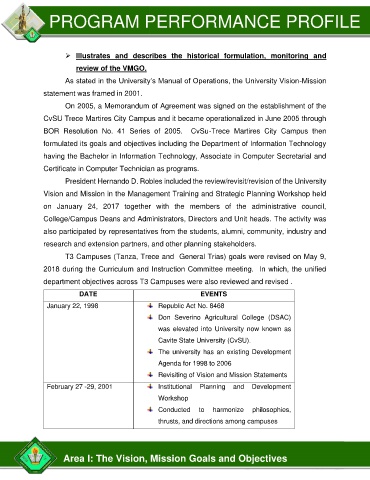 PROGRAM PERFORMANCE PROFILE
➢ Illustrates and describes the historical formulation, monitoring and
review of the VMGO.
As stated in the University's Manual of Operations, the University Vision-Mission
statement was framed in 2001.
On 2005, a Memorandum of Agreement was signed on the establishment of the
CvSU Trece Martires City Campus and it became operationalized in June 2005 through
BOR Resolution No. 41 Series of 2005. CvSu-Trece Martires City Campus then
formulated its goals and objectives including the Department of Information Technology
having the Bachelor in Information Technology, Associate in Computer Secretarial and
Certificate in Computer Technician as programs.
President Hernando D. Robles included the review/revisit/revision of the University
Vision and Mission in the Management Training and Strategic Planning Workshop held
on January 24, 2017 together with the members of the administrative council,
College/Campus Deans and Administrators, Directors and Unit heads. The activity was
also participated by representatives from the students, alumni, community, industry and
research and extension partners, and other planning stakeholders.
T3 Campuses (Tanza, Trece and General Trias) goals were revised on May 9,
2018 during the Curriculum and Instruction Committee meeting. In which, the unified
department objectives across T3 Campuses were also reviewed and revised .
DATE EVENTS
January 22, 1998 Republic Act No. 8468
Don Severino Agricultural College (DSAC)
was elevated into University now known as
Cavite State University (CvSU)
The university has an existing Development
Agenda for 1998 to 2006
Revisiting of Vision and Mission Statements
February 27 -29, 2001 Institutional Planning and Development
Workshop
Conducted to harmonize philosophies,
thrusts, and directions among campuses
Area I: The Vision, Mission Goals and Objectives